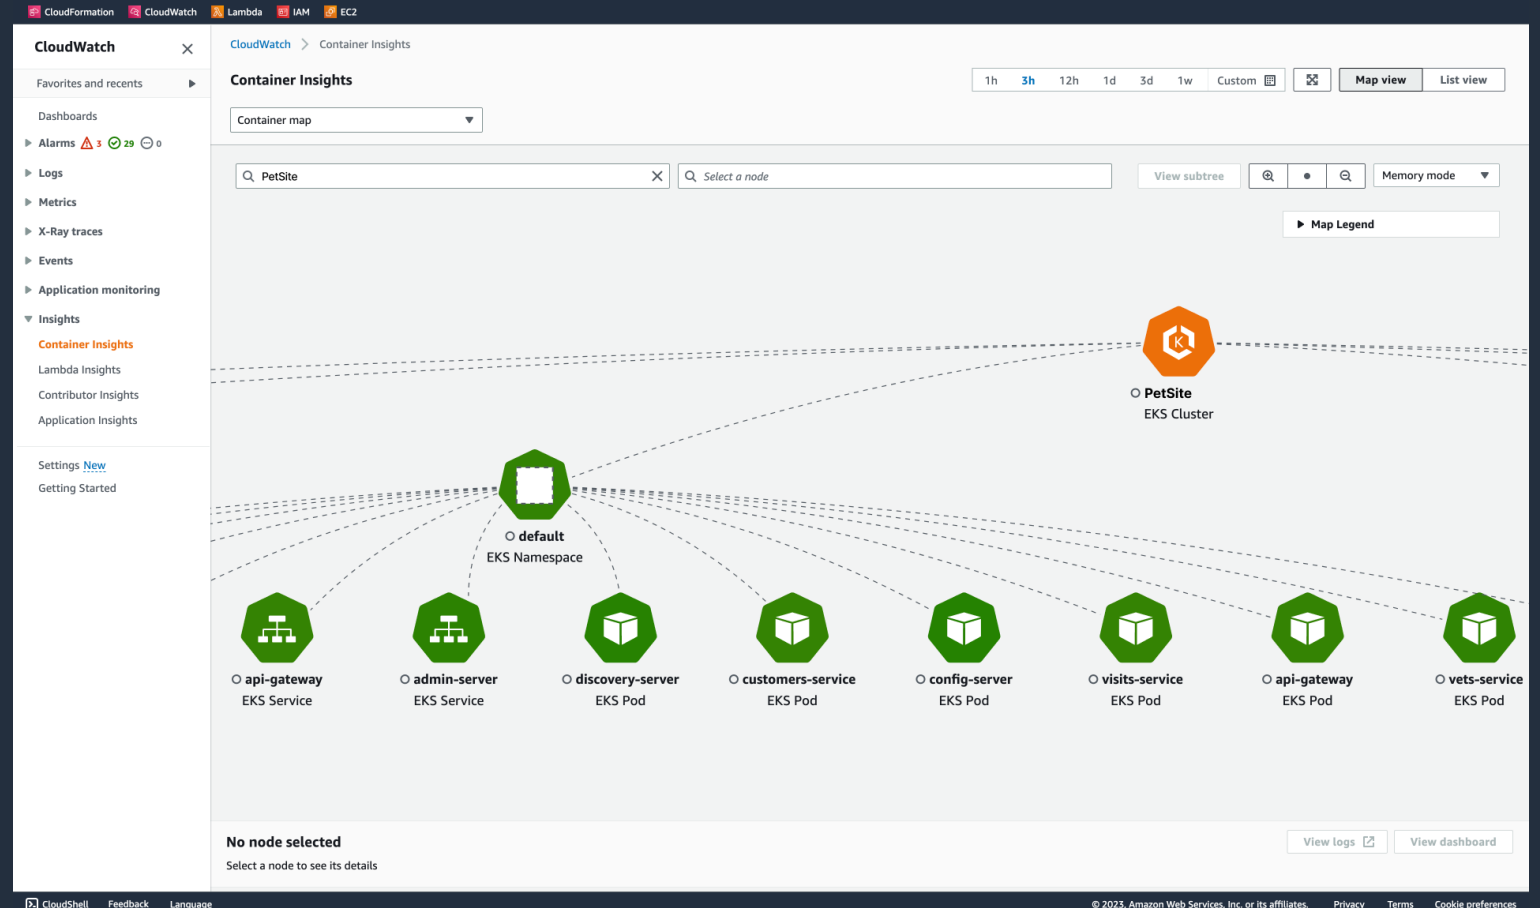 CloudFormation CloudWatch Lambda IAM EC2
CloudWatch
Favorites and recents
Dashboards
Alarms 3 29 0
Logs
Metrics
X-Ray traces
Events
Application monitoring
Insights
Container Insights
Lambda Insights
Contributor Insights
Application Insights
Settings New
Getting Started
CloudWatch Container Insights
Container Insights
1h 3h 12h 1d 3d 1w Custom
Map view List view
Container map
PetSite
Select a node
View subtree
Memory mode
Map Legend
K
PetSite
EKS Cluster
default
EKS Namespace
api-gateway
EKS Service
admin-server
EKS Service
discovery-server
EKS Pod
customers-service
EKS Pod
config-server
EKS Pod
visits-service
EKS Pod
api-gateway
EKS Pod
vets-service
EKS Pod
No node selected
Select a node to see its details
View logs View dashboard
CloudShell Feedback Language
© 2023, Amazon Web Services, Inc. or its affiliates. Privacy Terms Cookie preferences